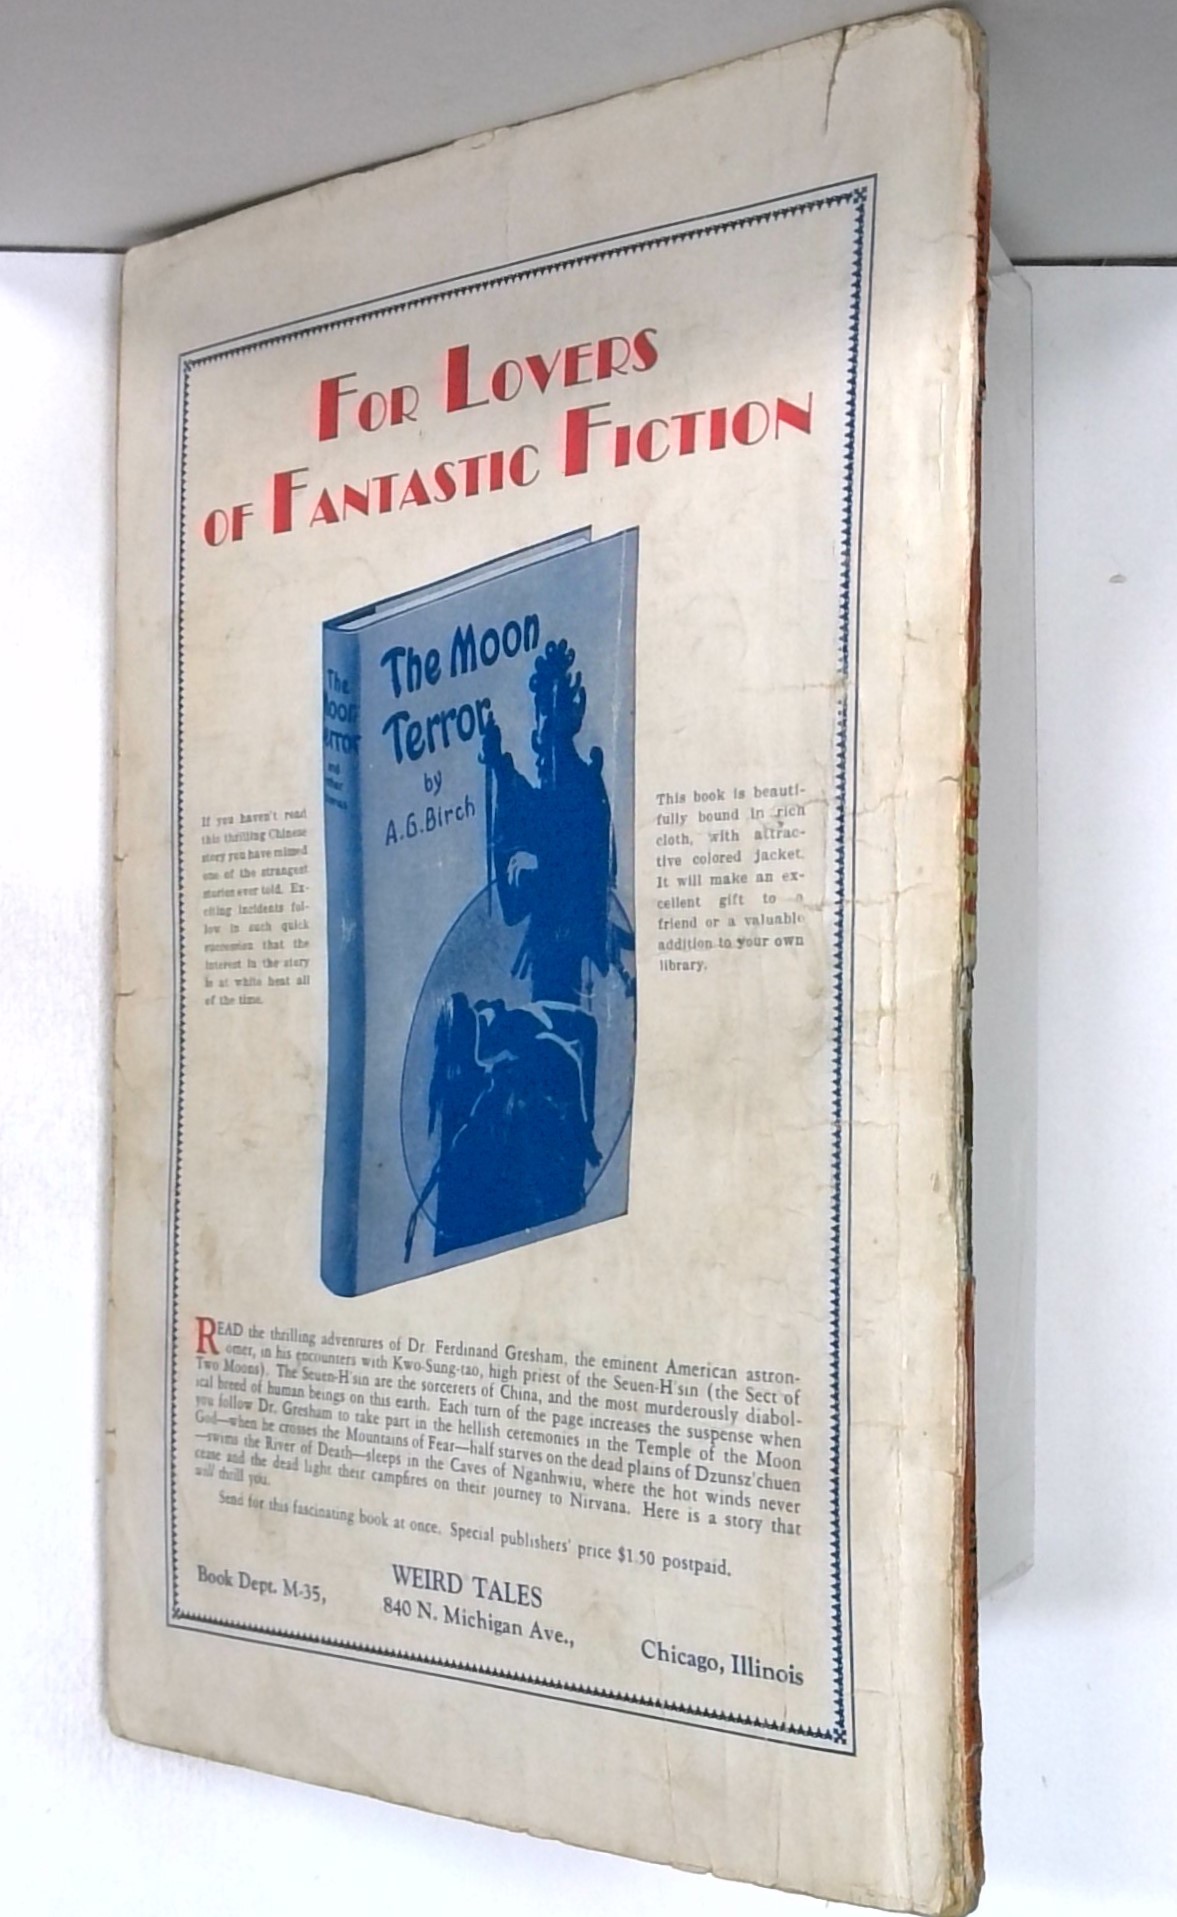 FOR LOVERS
OF FANTASTIC FICTION
The Moon
Terror
by
A.G.Birch
The
Moon
Terror
and
other
stories
If you haven't read
this thrilling Chinese
story you have missed
one of the strangest
stories ever told. Ex-
citing incidents fol-
low in such quick
succession that the
interest in the story
is at white heat all
of the time.
This book is beauti-
fully bound in rich
cloth, with attrac-
tive colored jacket.
It will make an ex-
cellent gift to a
friend or a valuable
addition to your own
library.
READ the thrilling adventures of Dr. Ferdinand Gresham, the eminent American astron-
omer, in his encounters with Kwo-Sung-tao, high priest of the Seuen-H'sin (the Sect of
Two Moons). The Seuen-H'sin are the sorcerers of China, and the most murderously diabol-
ical breed of human beings on this earth. Each turn of the page increases the suspense when
you follow Dr. Gresham to take part in the hellish ceremonies in the Temple of the Moon
God—when he crosses the Mountains of Fear—half starves on the dead plains of Dzunsz'chuen
—swims the River of Death—sleeps in the Caves of Nganhwiu, where the hot winds never
cease and the dead light their campfires on their journey to Nirvana. Here is a story that
will thrill you.
Send for this fascinating book at once. Special publishers' price $1.50 postpaid.
WEIRD TALES
Book Dept. M-35, 840 N. Michigan Ave., Chicago, Illinois